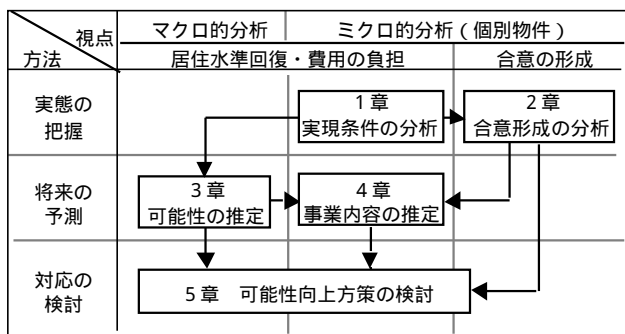 視点
方法
マクロ的分析
ミクロ的分析(個別物件)
居住水準回復・費用の負担
合意の形成
実態の
把握
1章
実現条件の分析
2章
合意形成の分析
将来の
予測
3章
可能性の推定
4章
事業内容の推定
対応の
検討
5章 可能性向上方策の検討